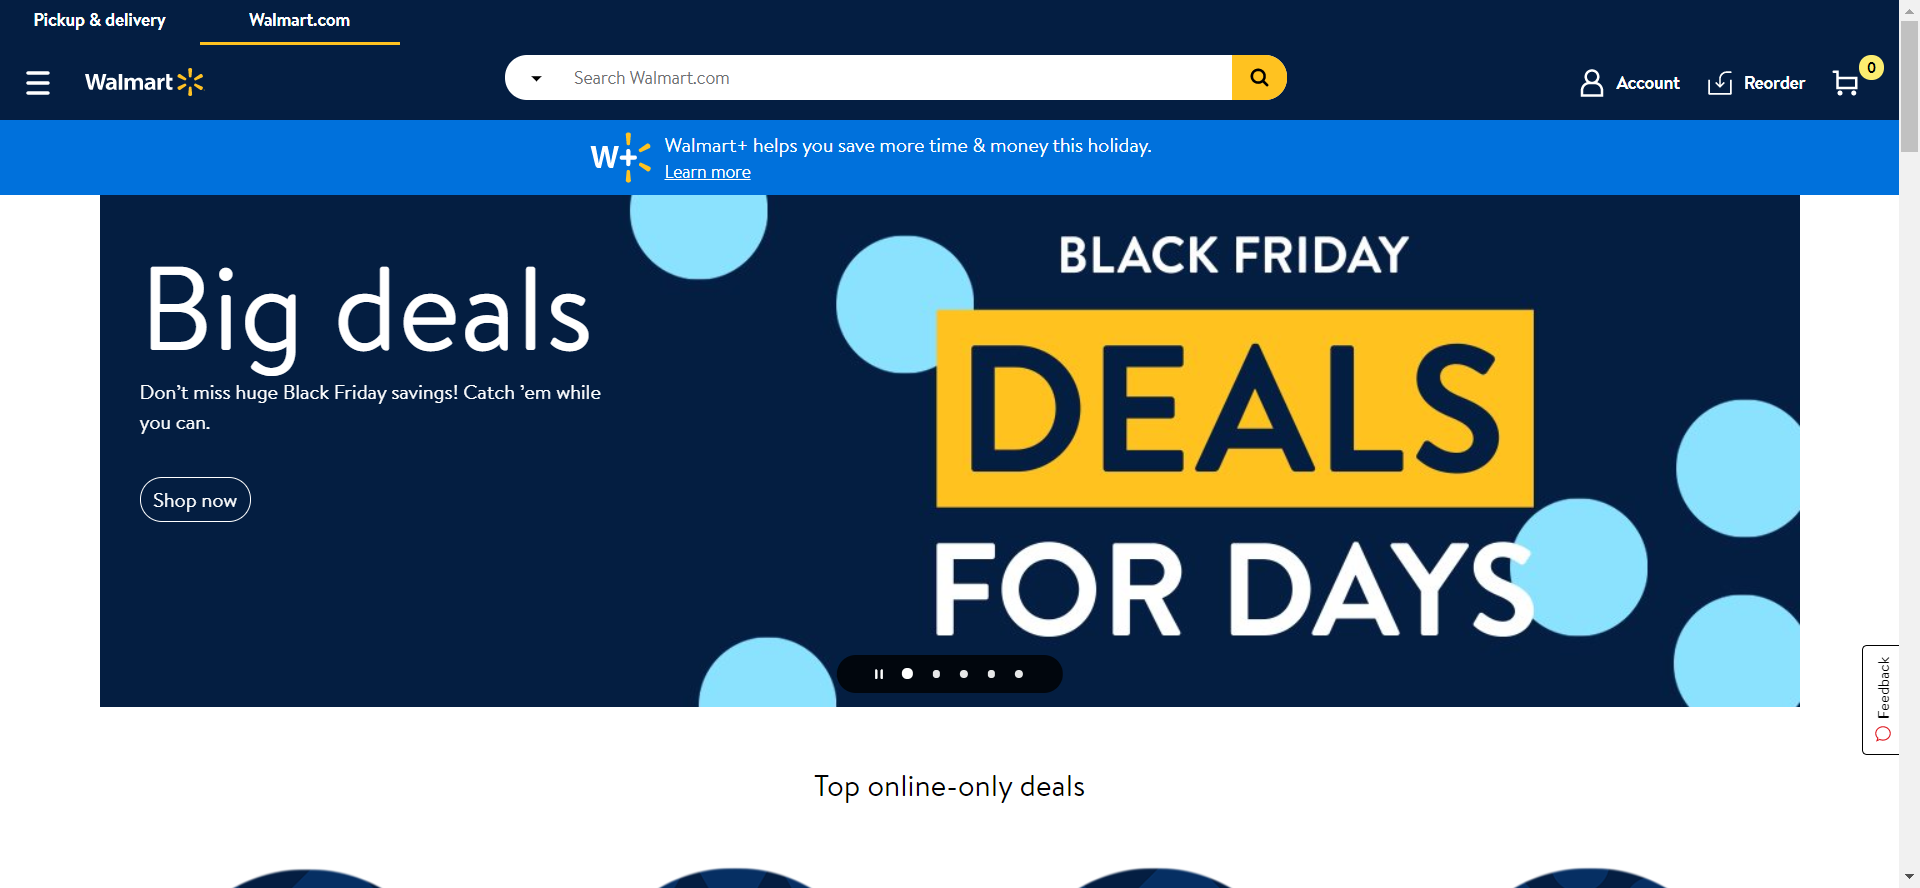 Pickup & delivery
Walmart.com
Walmart
Search Walmart.com
Account
Reorder
0
W+
Walmart+ helps you save more time & money this holiday.
Learn more
Big deals
Don’t miss huge Black Friday savings! Catch ’em while
you can.
Shop now
BLACK FRIDAY
DEALS
FOR DAYS
Feedback
Top online-only deals